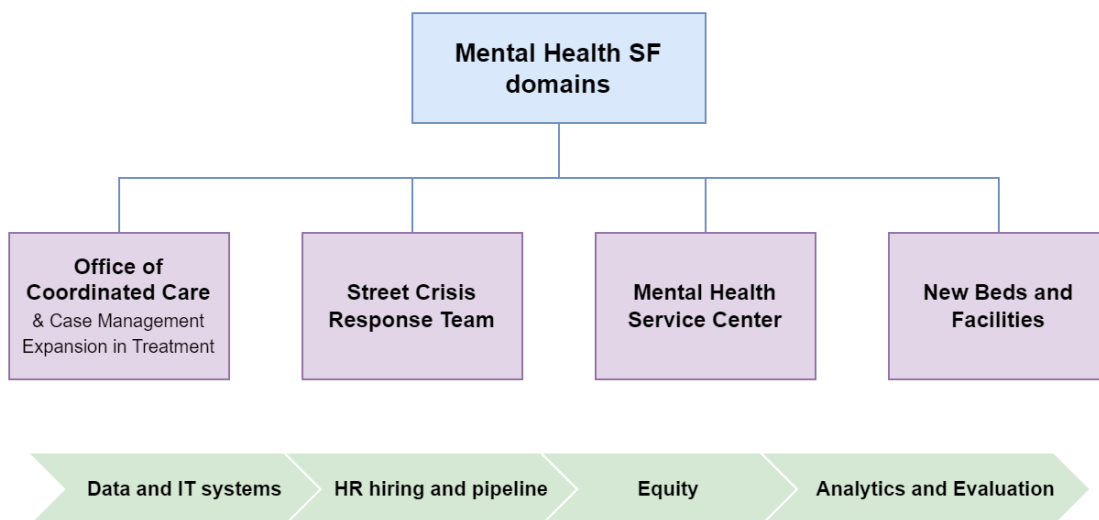 Mental Health SF
domains
Office of
Coordinated Care
& Case Management
Expansion in Treatment
Street Crisis
Response Team
Mental Health
Service Center
New Beds and
Facilities
Data and IT systems
HR hiring and pipeline
Equity
Analytics and Evaluation